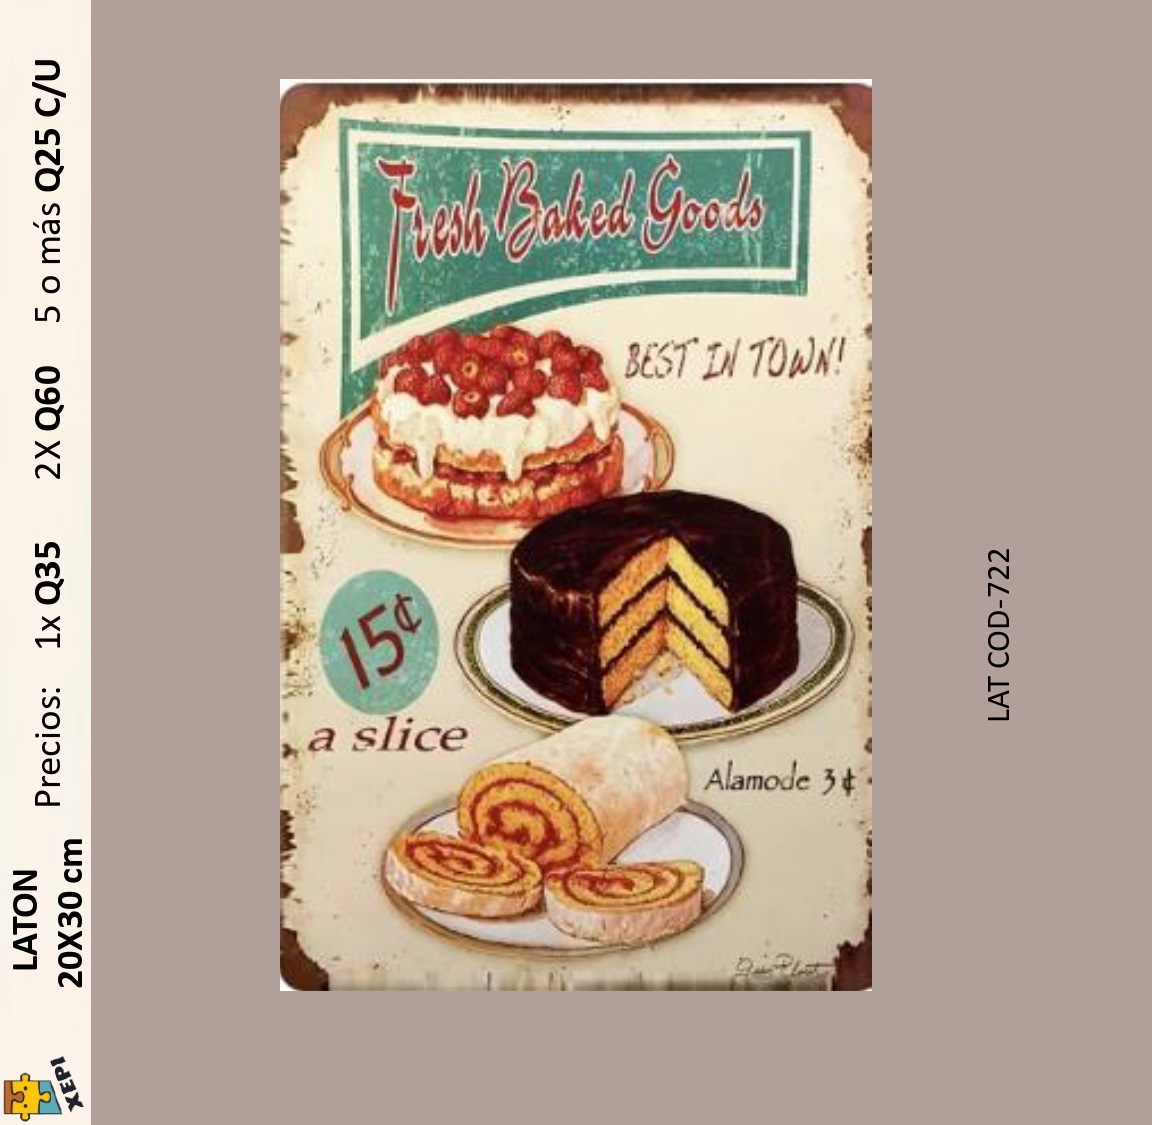 LATON
20X30 cm
Precios: 1x Q35 2X Q60 5 o más Q25 C/U
XEPI
Fresh Baked Goods
BEST IN TOWN!
15¢
a slice
Alamode 3¢
LAT COD-722